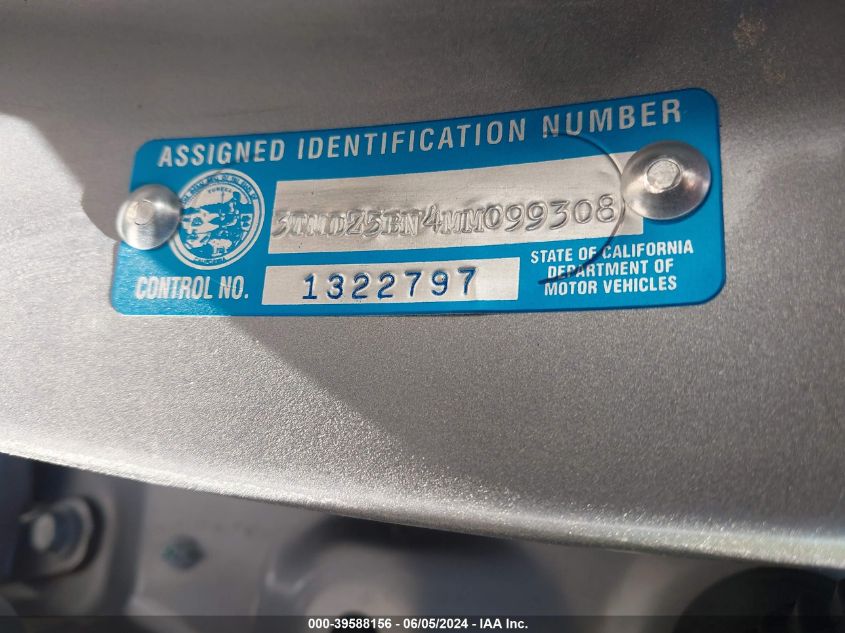 ASSIGNED IDENTIFICATION NUMBER
3TMDZ5BN4MM099308
CONTROL NO.
1322797
STATE OF CALIFORNIA
DEPARTMENT OF
MOTOR VEHICLES
000-39588156 - 06/05/2024 - IAA Inc.